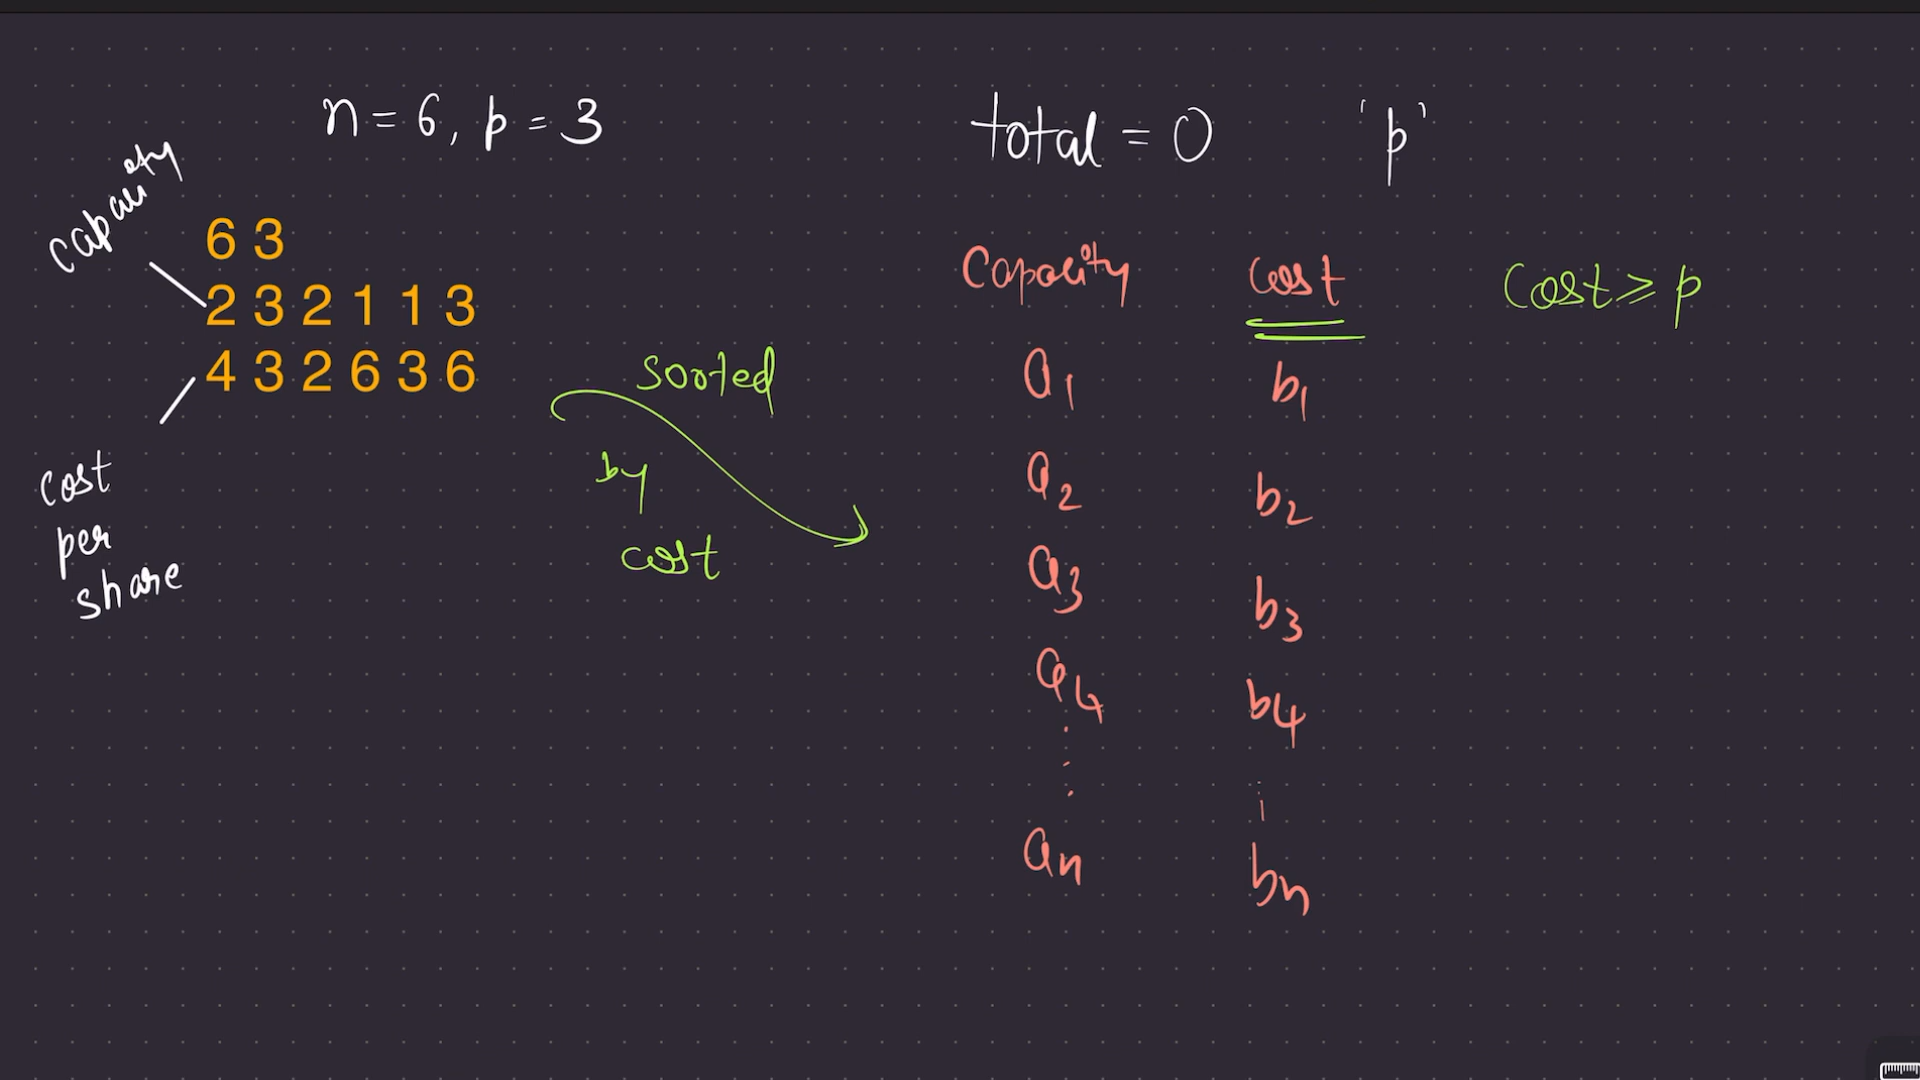 n = 6, p = 3
capacity
6 3
2 3 2 1 1 3
4 3 2 6 3 6
cost
per
share
sorted
by
cost
total = 0
'p'
Capacity
cost
cost ≥ p
a1 b1
a2 b2
a3 b3
a4 b4
an bn